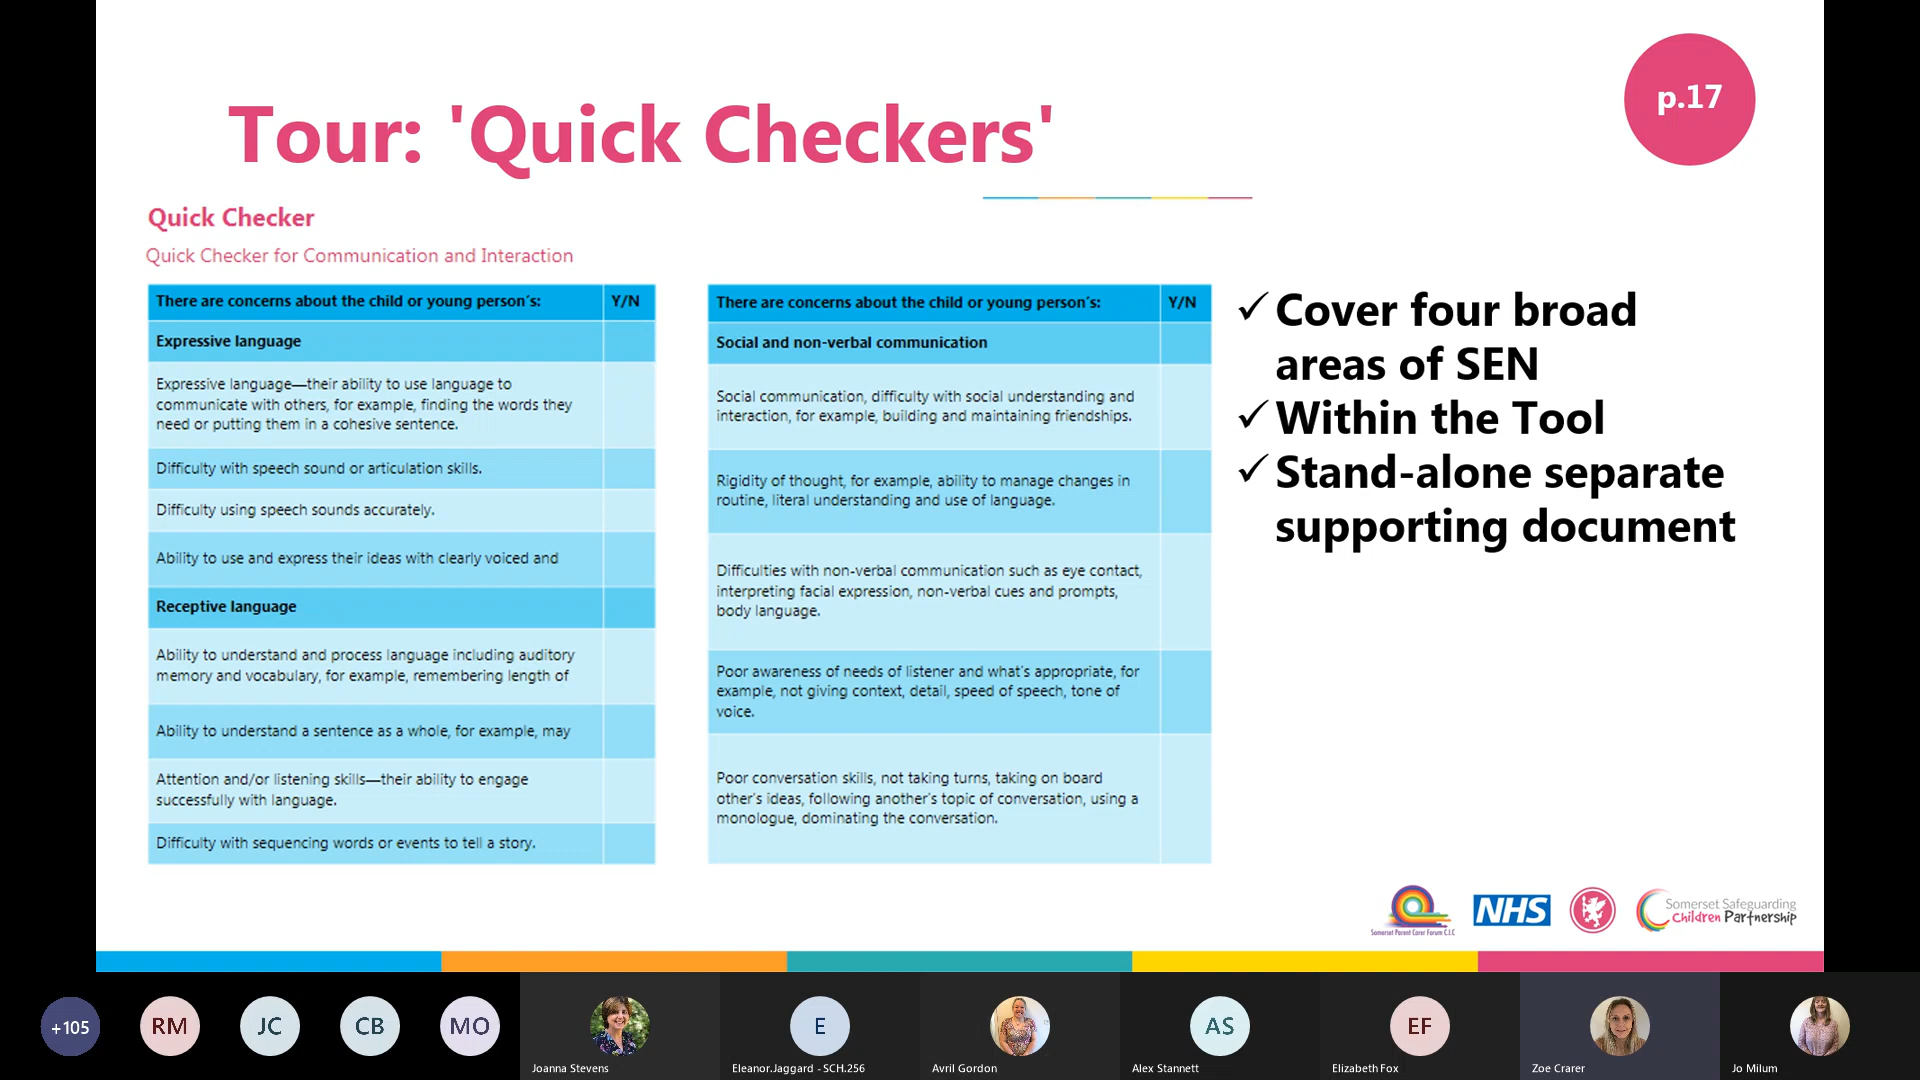 p.17
Tour: 'Quick Checkers'
Quick Checker
Quick Checker for Communication and Interaction
There are concerns about the child or young person's: Y/N
Expressive language
Expressive language—their ability to use language to
communicate with others, for example, finding the words they
need or putting them in a cohesive sentence.
Difficulty with speech sound or articulation skills.
Difficulty using speech sounds accurately.
Ability to use and express their ideas with clearly voiced and
Receptive language
Ability to understand and process language including auditory
memory and vocabulary, for example, remembering length of
Ability to understand a sentence as a whole, for example, may
Attention and/or listening skills—their ability to engage
successfully with language.
Difficulty with sequencing words or events to tell a story.
There are concerns about the child or young person's: Y/N
Social and non-verbal communication
Social communication, difficulty with social understanding and
interaction, for example, building and maintaining friendships.
Rigidity of thought, for example, ability to manage changes in
routine, literal understanding and use of language.
Difficulties with non-verbal communication such as eye contact,
interpreting facial expression, non-verbal cues and prompts,
body language.
Poor awareness of needs of listener and what's appropriate, for
example, not giving context, detail, speed of speech, tone of
voice.
Poor conversation skills, not taking turns, taking on board
other's ideas, following another's topic of conversation, using a
monologue, dominating the conversation.
✓ Cover four broad
areas of SEN
✓ Within the Tool
✓ Stand-alone separate
supporting document
Somerset Parent Carer Forum C.I.C
NHS
Somerset Safeguarding
Children Partnership
+105
RM
JC
CB
MO
E
AS
EF
Joanna Stevens
Eleanor.Jaggard - SCH.256
Avril Gordon
Alex Stannett
Elizabeth Fox
Zoe Crarer
Jo Milum